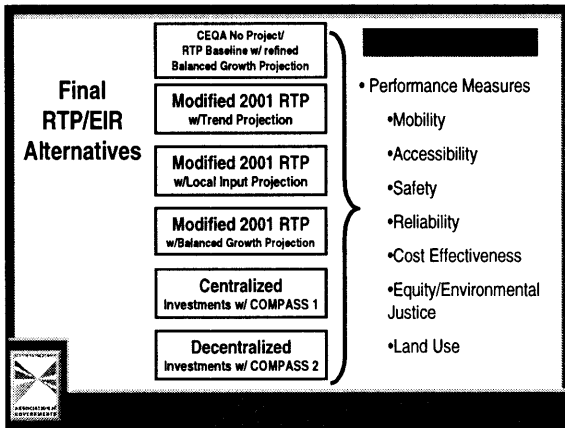 Final
RTP/EIR
Alternatives
CEQA No Project/
RTP Baseline w/ refined
Balanced Growth Projection
Modified 2001 RTP
w/Trend Projection
Modified 2001 RTP
w/Local Input Projection
Modified 2001 RTP
w/Balanced Growth Projection
Centralized
Investments w/ COMPASS 1
Decentralized
Investments w/ COMPASS 2
• Performance Measures
•Mobility
•Accessibility
•Safety
•Reliability
•Cost Effectiveness
•Equity/Environmental
Justice
•Land Use
ASSOCIATION of
GOVERNMENTS